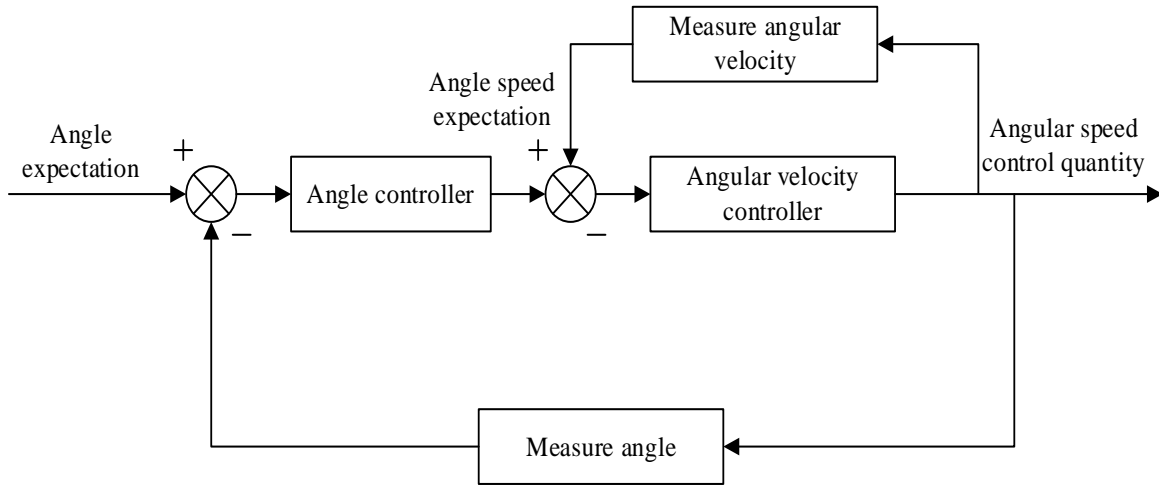 Measure angular
velocity
Angle speed
expectation
Angle
expectation
+
+
Angular speed
control quantity
Angle controller
Angular velocity
controller
−
−
Measure angle